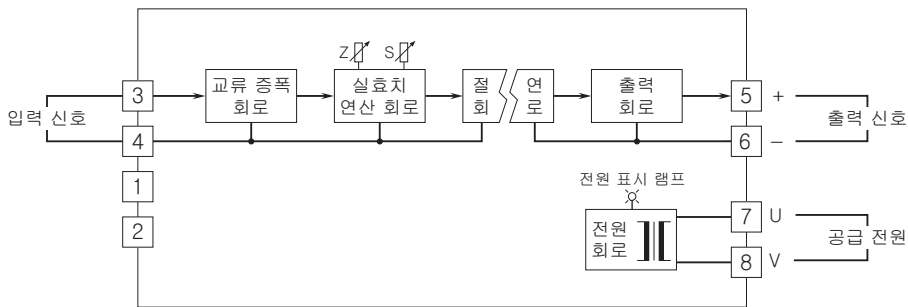 Z
S
3
교류 증폭
회로
실효치
연산 회로
절 연
회 로
출력
회로
5 +
입력 신호
출력 신호
4
6 −
1
전원 표시 램프
2
전원
회로
7 U
공급 전원
8 V